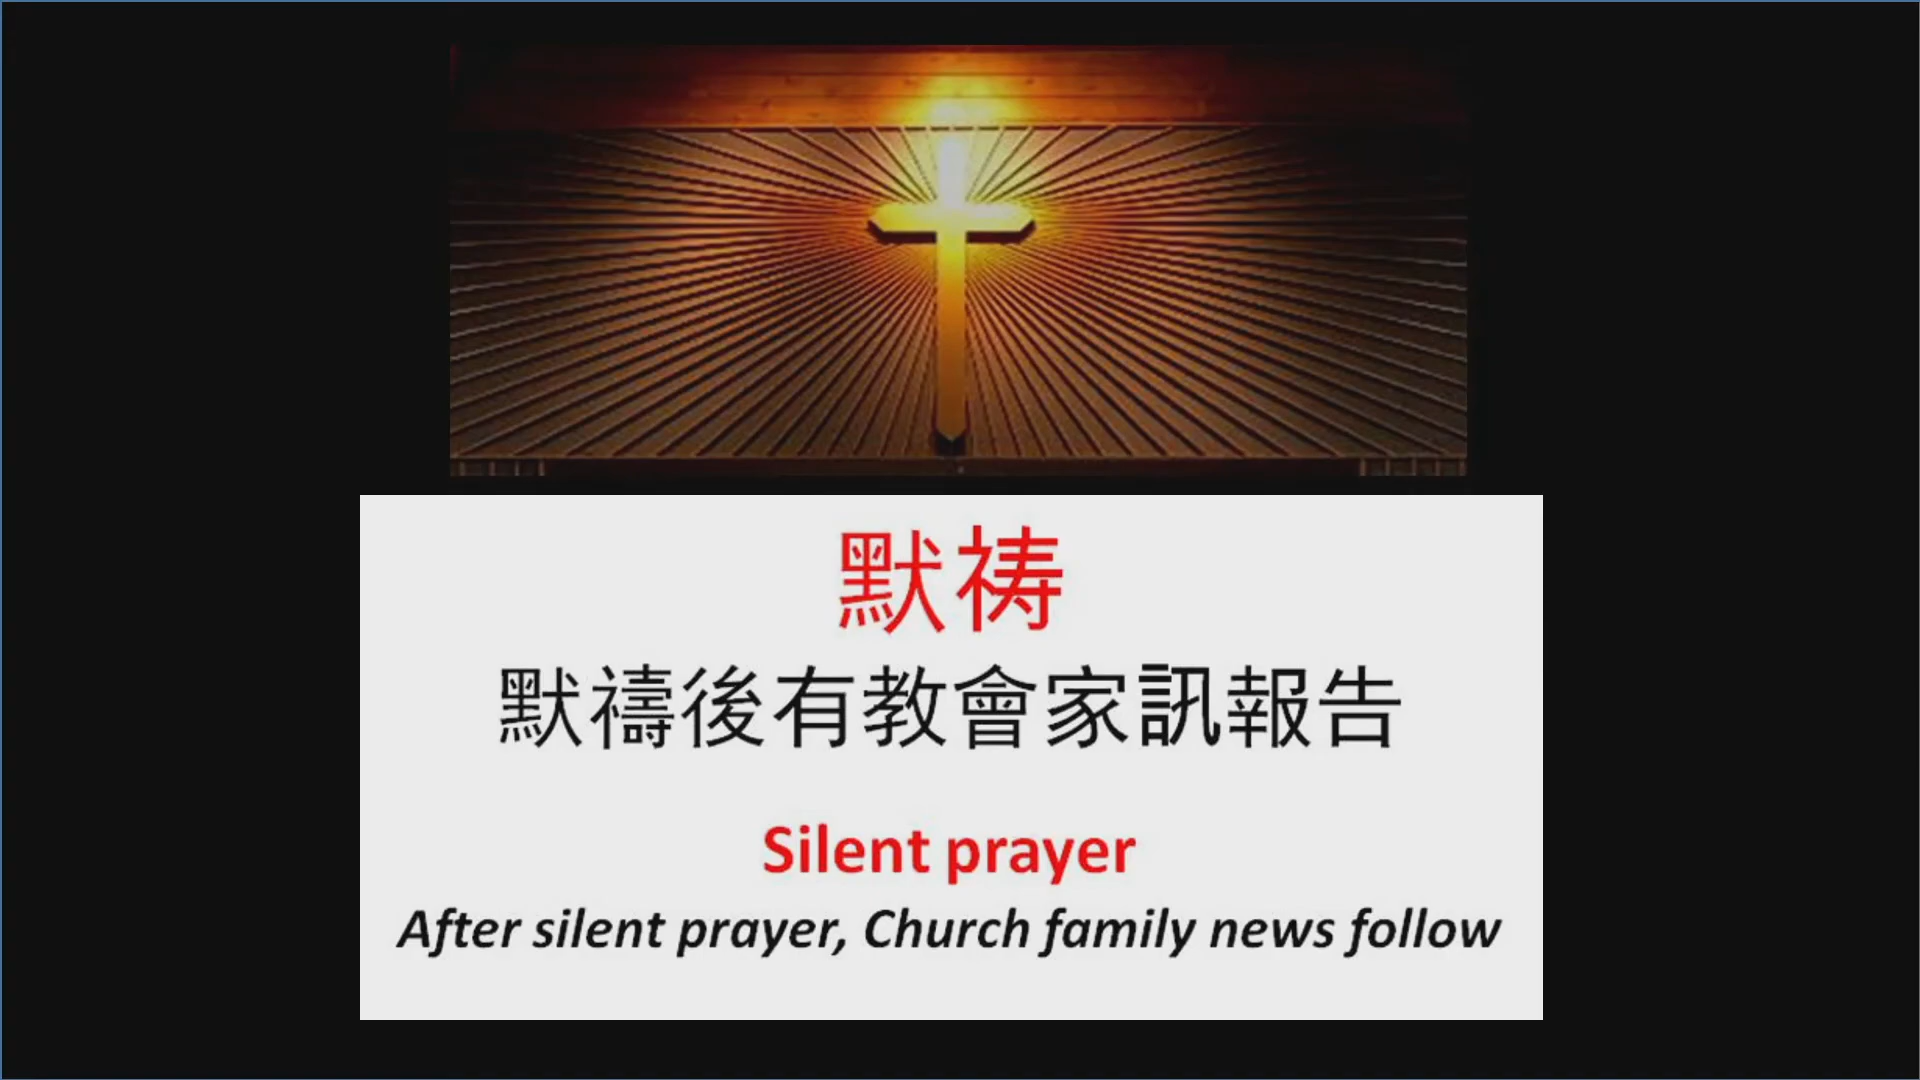 默祷
默禱後有教會家訊報告
Silent prayer
After silent prayer, Church family news follow